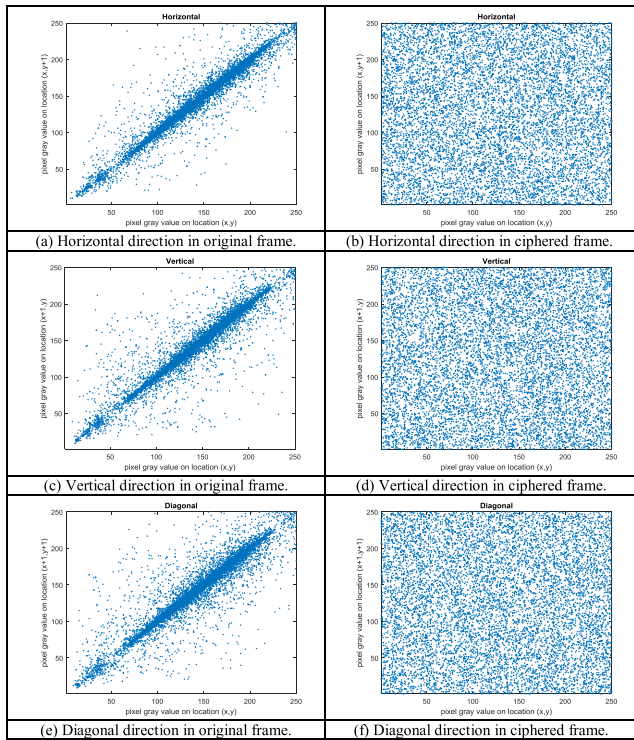 Horizontal
pixel gray value on location (x,y+1)
250
200
150
100
50
50 100 150 200 250
pixel gray value on location (x,y)
(a) Horizontal direction in original frame.
Horizontal
pixel gray value on location (x,y+1)
250
200
150
100
50
50 100 150 200 250
pixel gray value on location (x,y)
(b) Horizontal direction in ciphered frame.
Vertical
pixel gray value on location (x+1,y)
250
200
150
100
50
50 100 150 200 250
pixel gray value on location (x,y)
(c) Vertical direction in original frame.
Vertical
pixel gray value on location (x+1,y)
250
200
150
100
50
50 100 150 200 250
pixel gray value on location (x,y)
(d) Vertical direction in ciphered frame.
Diagonal
pixel gray value on location (x+1,y+1)
250
200
150
100
50
50 100 150 200 250
pixel gray value on location (x,y)
(e) Diagonal direction in original frame.
Diagonal
pixel gray value on location (x+1,y+1)
250
200
150
100
50
50 100 150 200 250
pixel gray value on location (x,y)
(f) Diagonal direction in ciphered frame.